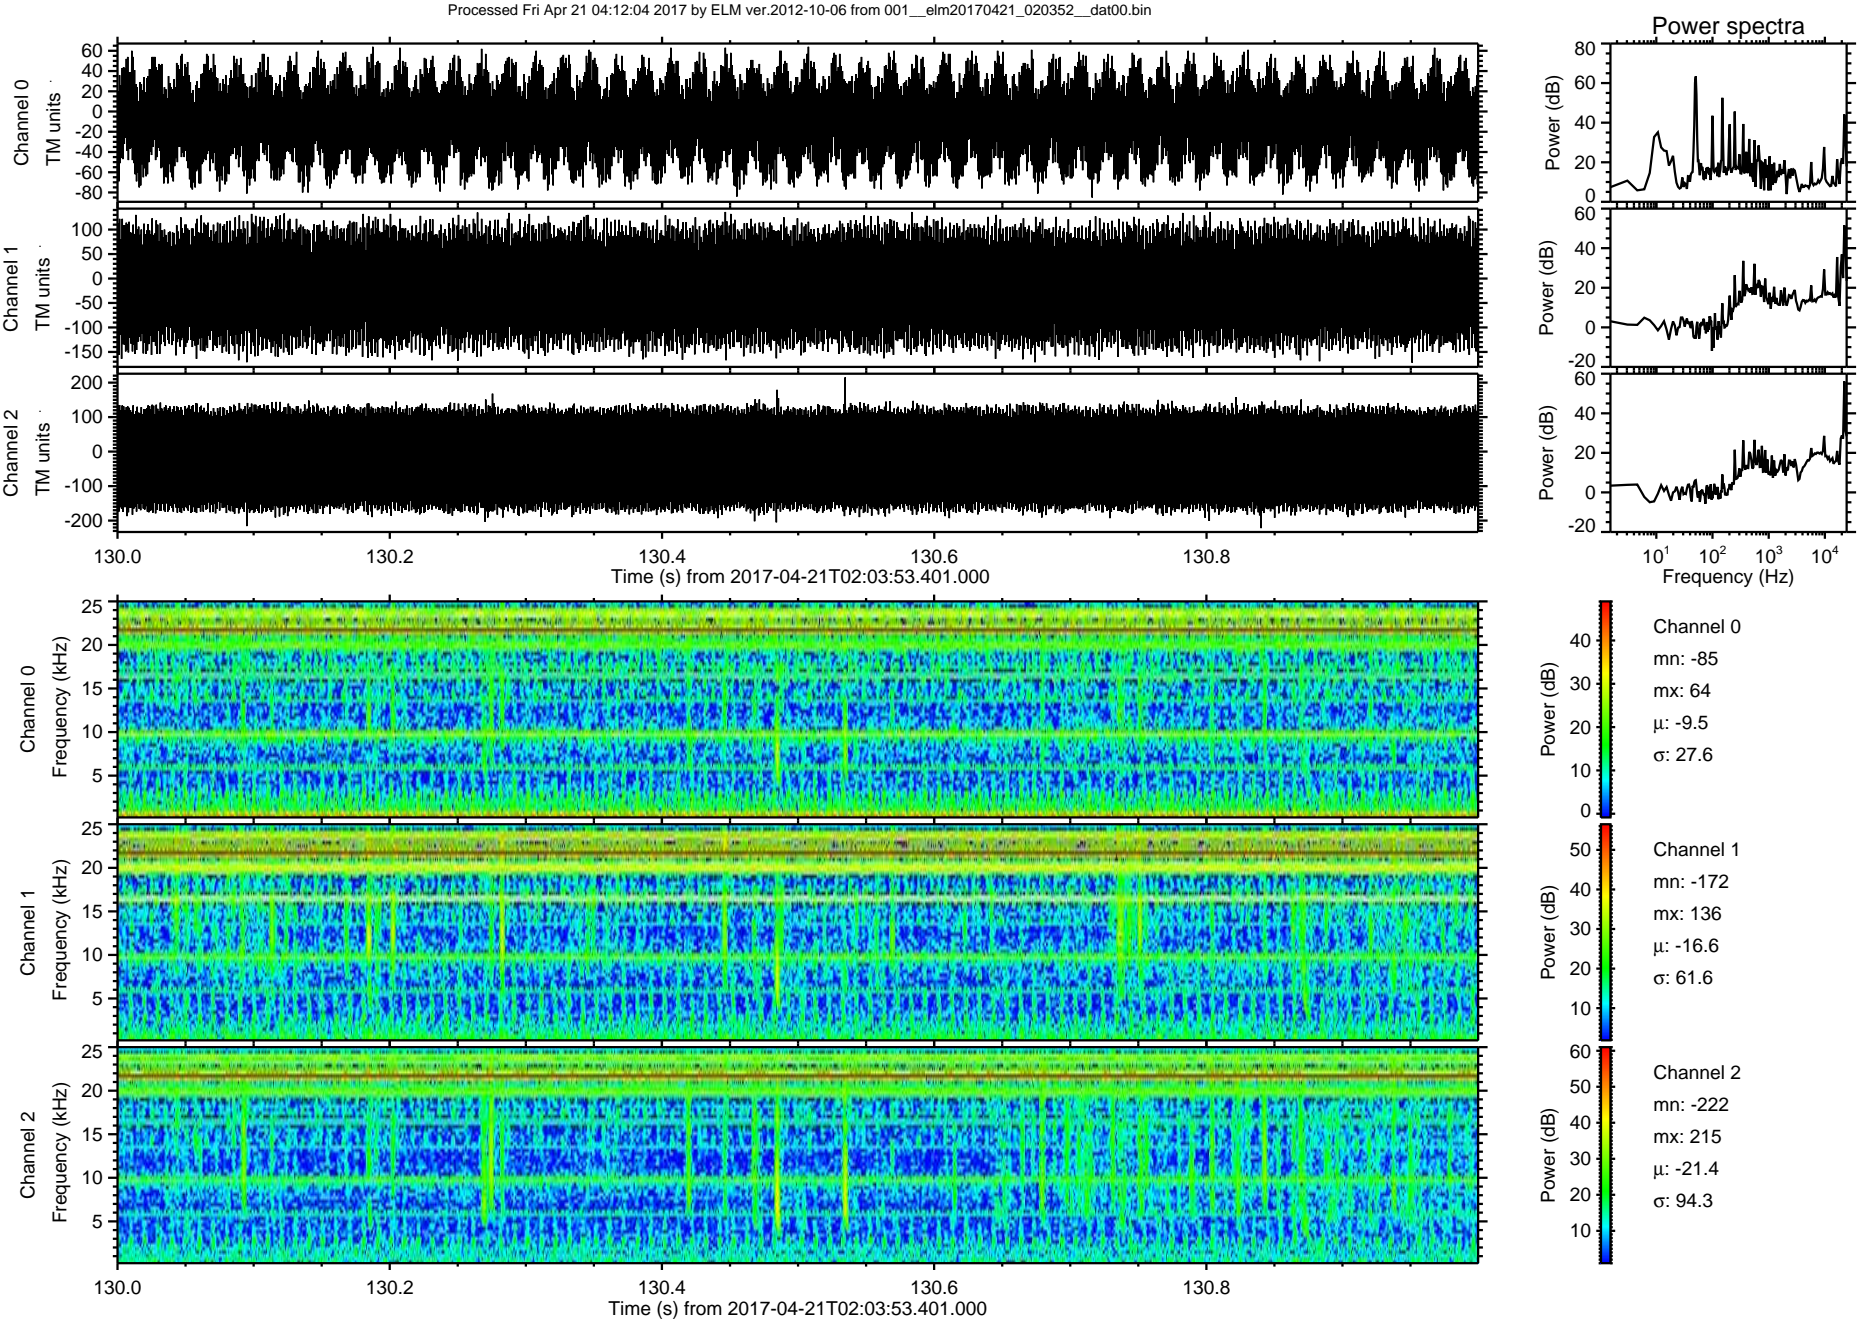 Processed Fri Apr 21 04:12:04 2017 by ELM ver.2012-10-06 from 001__elm20170421_020352__dat00.bin
Power spectra
Channel 0
TM units
60
40
20
0
-20
-40
-60
-80
Power (dB)
80
60
40
20
0
Channel 1
TM units
100
50
0
-50
-100
-150
Power (dB)
60
40
20
0
-20
Channel 2
TM units
200
100
0
-100
-200
Power (dB)
60
40
20
0
-20
130.0 130.2 130.4 130.6 130.8
Time (s) from 2017-04-21T02:03:53.401.000
10^1 10^2 10^3 10^4
Frequency (Hz)
Channel 0
Frequency (kHz)
25
20
15
10
5
Power (dB)
40
30
20
10
0
Channel 0
mn: -85
mx: 64
μ: -9.5
σ: 27.6
Channel 1
Frequency (kHz)
25
20
15
10
5
Power (dB)
50
40
30
20
10
Channel 1
mn: -172
mx: 136
μ: -16.6
σ: 61.6
Channel 2
Frequency (kHz)
25
20
15
10
5
Power (dB)
60
50
40
30
20
10
Channel 2
mn: -222
mx: 215
μ: -21.4
σ: 94.3
130.0 130.2 130.4 130.6 130.8
Time (s) from 2017-04-21T02:03:53.401.000